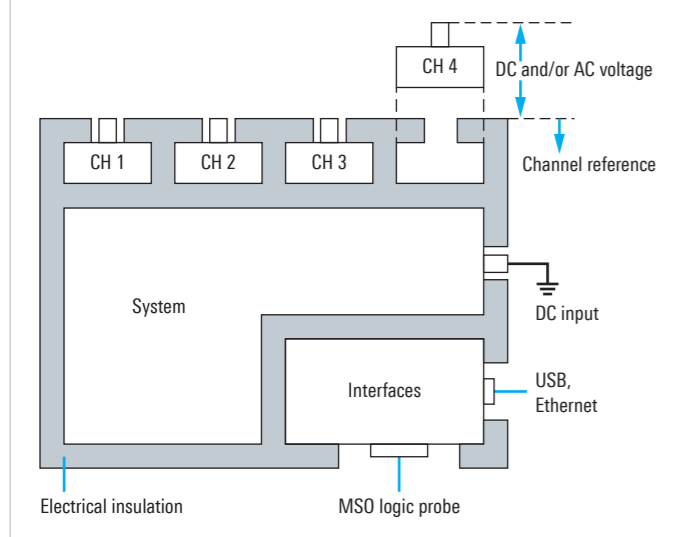 CH 4
DC and/or AC voltage
CH 1
CH 2
CH 3
Channel reference
System
DC input
Interfaces
USB,
Ethernet
Electrical insulation
MSO logic probe